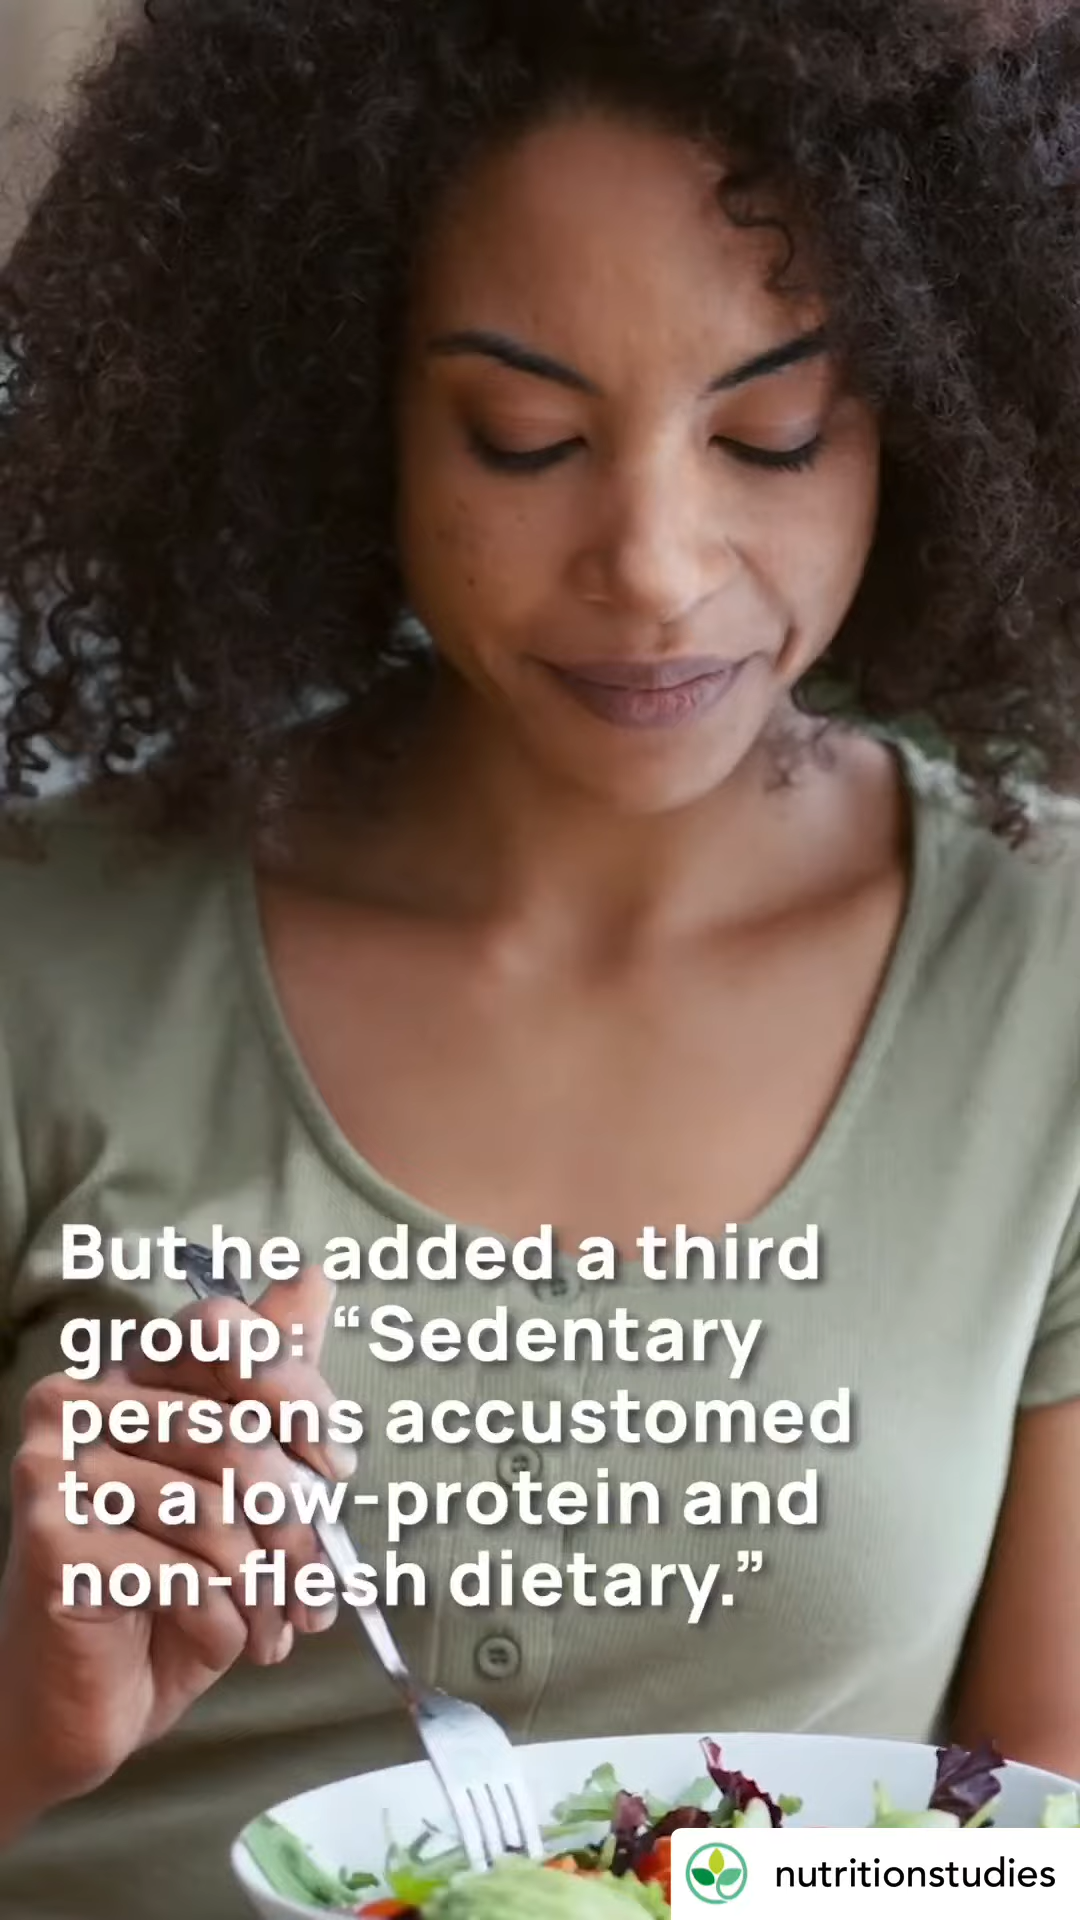 But he added a third
group: “Sedentary
persons accustomed
to a low-protein and
non-flesh dietary.”
nutritionstudies